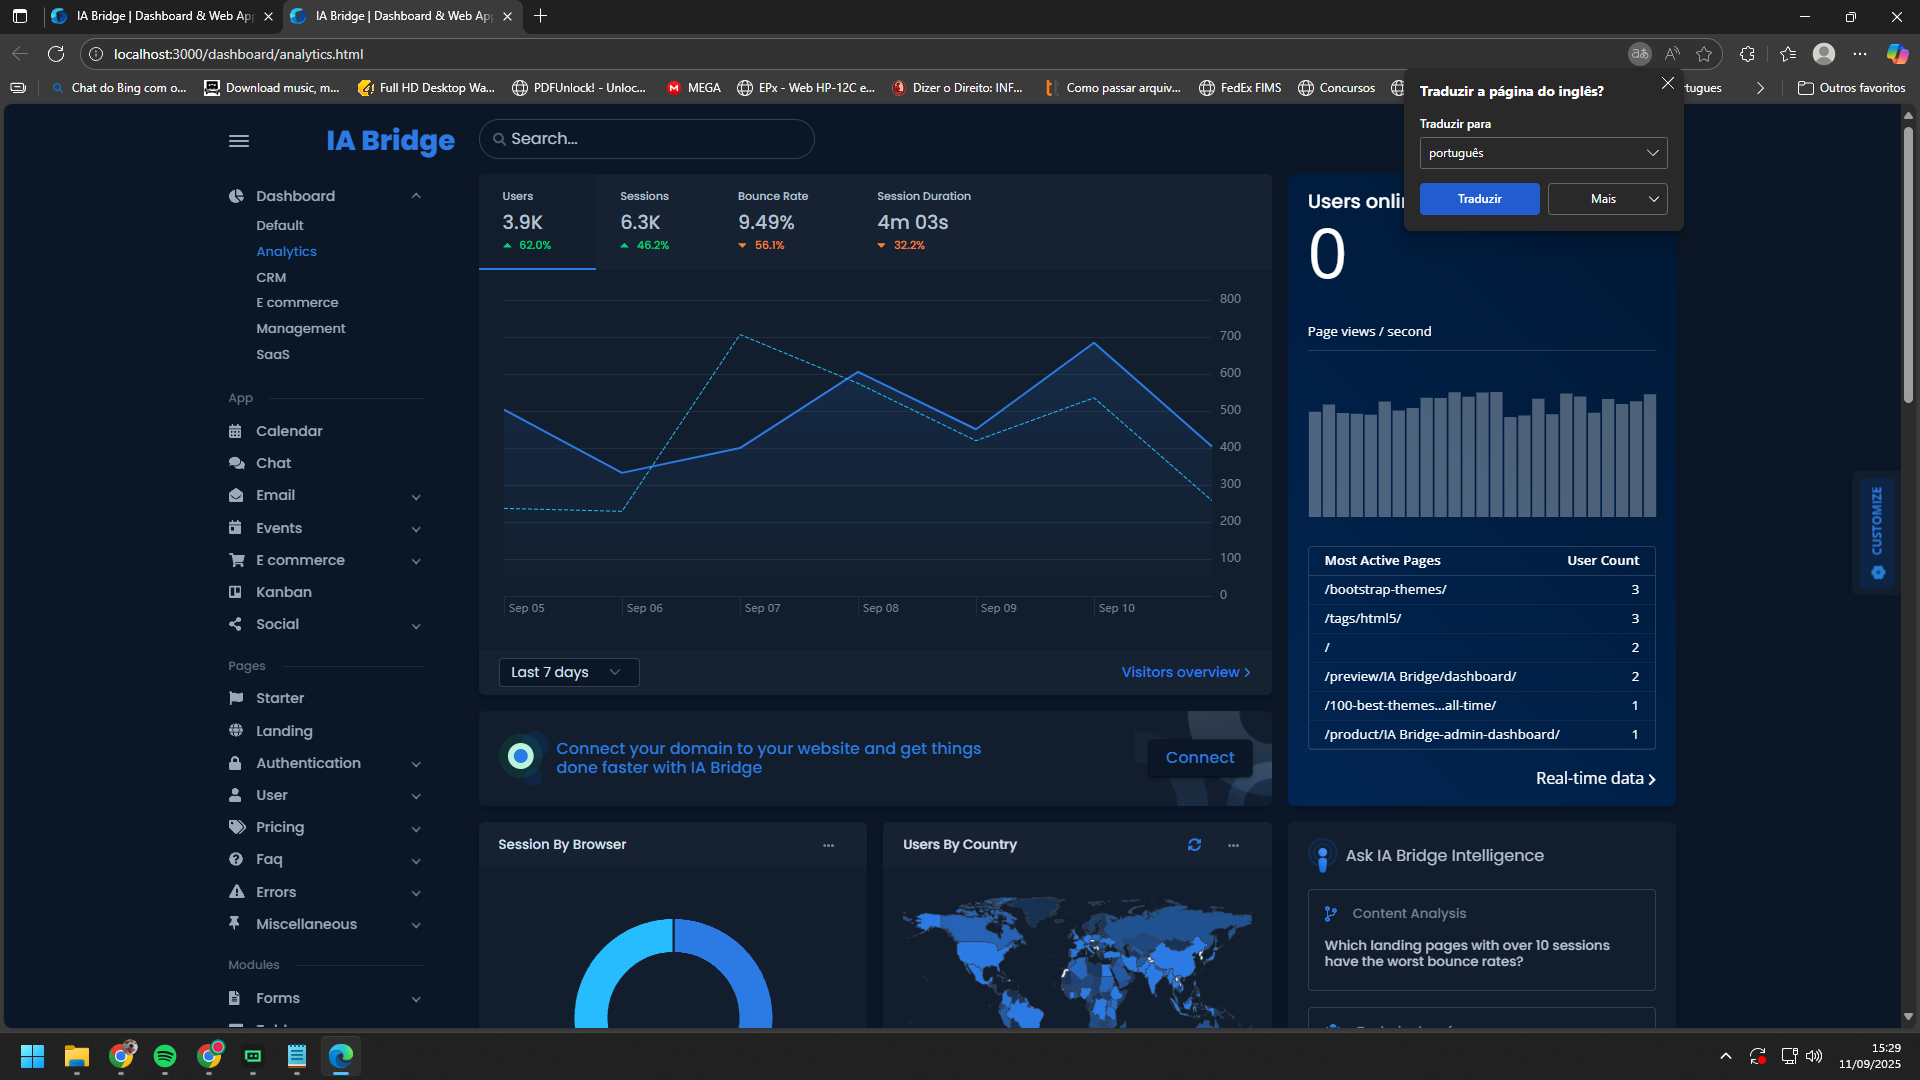 IA Bridge | Dashboard & Web Ap
IA Bridge | Dashboard & Web Ap
localhost:3000/dashboard/analytics.html
Chat do Bing com o...
Download music, m...
Full HD Desktop Wa...
PDFUnlock! - Unloc...
MEGA
EPx - Web HP-12C e...
Dizer o Direito: INF...
Como passar arquiv...
FedEx FIMS
Concursos
rtugues
Outros favoritos
Traduzir a página do inglês?
Traduzir para
português
Traduzir
Mais
IA Bridge
Search...
Dashboard
Default
Analytics
CRM
E commerce
Management
SaaS
App
Calendar
Chat
Email
Events
E commerce
Kanban
Social
Pages
Starter
Landing
Authentication
User
Pricing
Faq
Errors
Miscellaneous
Modules
Forms
Users
3.9K
62.0%
Sessions
6.3K
46.2%
Bounce Rate
9.49%
56.1%
Session Duration
4m 03s
32.2%
800
700
600
500
400
300
200
100
0
Sep 05
Sep 06
Sep 07
Sep 08
Sep 09
Sep 10
Last 7 days
Visitors overview
Connect your domain to your website and get things
done faster with IA Bridge
Connect
Session By Browser
Users By Country
Users onli
0
Page views / second
Most Active Pages User Count
/bootstrap-themes/ 3
/tags/html5/ 3
/ 2
/preview/IA Bridge/dashboard/ 2
/100-best-themes...all-time/ 1
/product/IA Bridge-admin-dashboard/ 1
Real-time data
Ask IA Bridge Intelligence
Content Analysis
Which landing pages with over 10 sessions
have the worst bounce rates?
CUSTOMIZE
15:29
11/09/2025